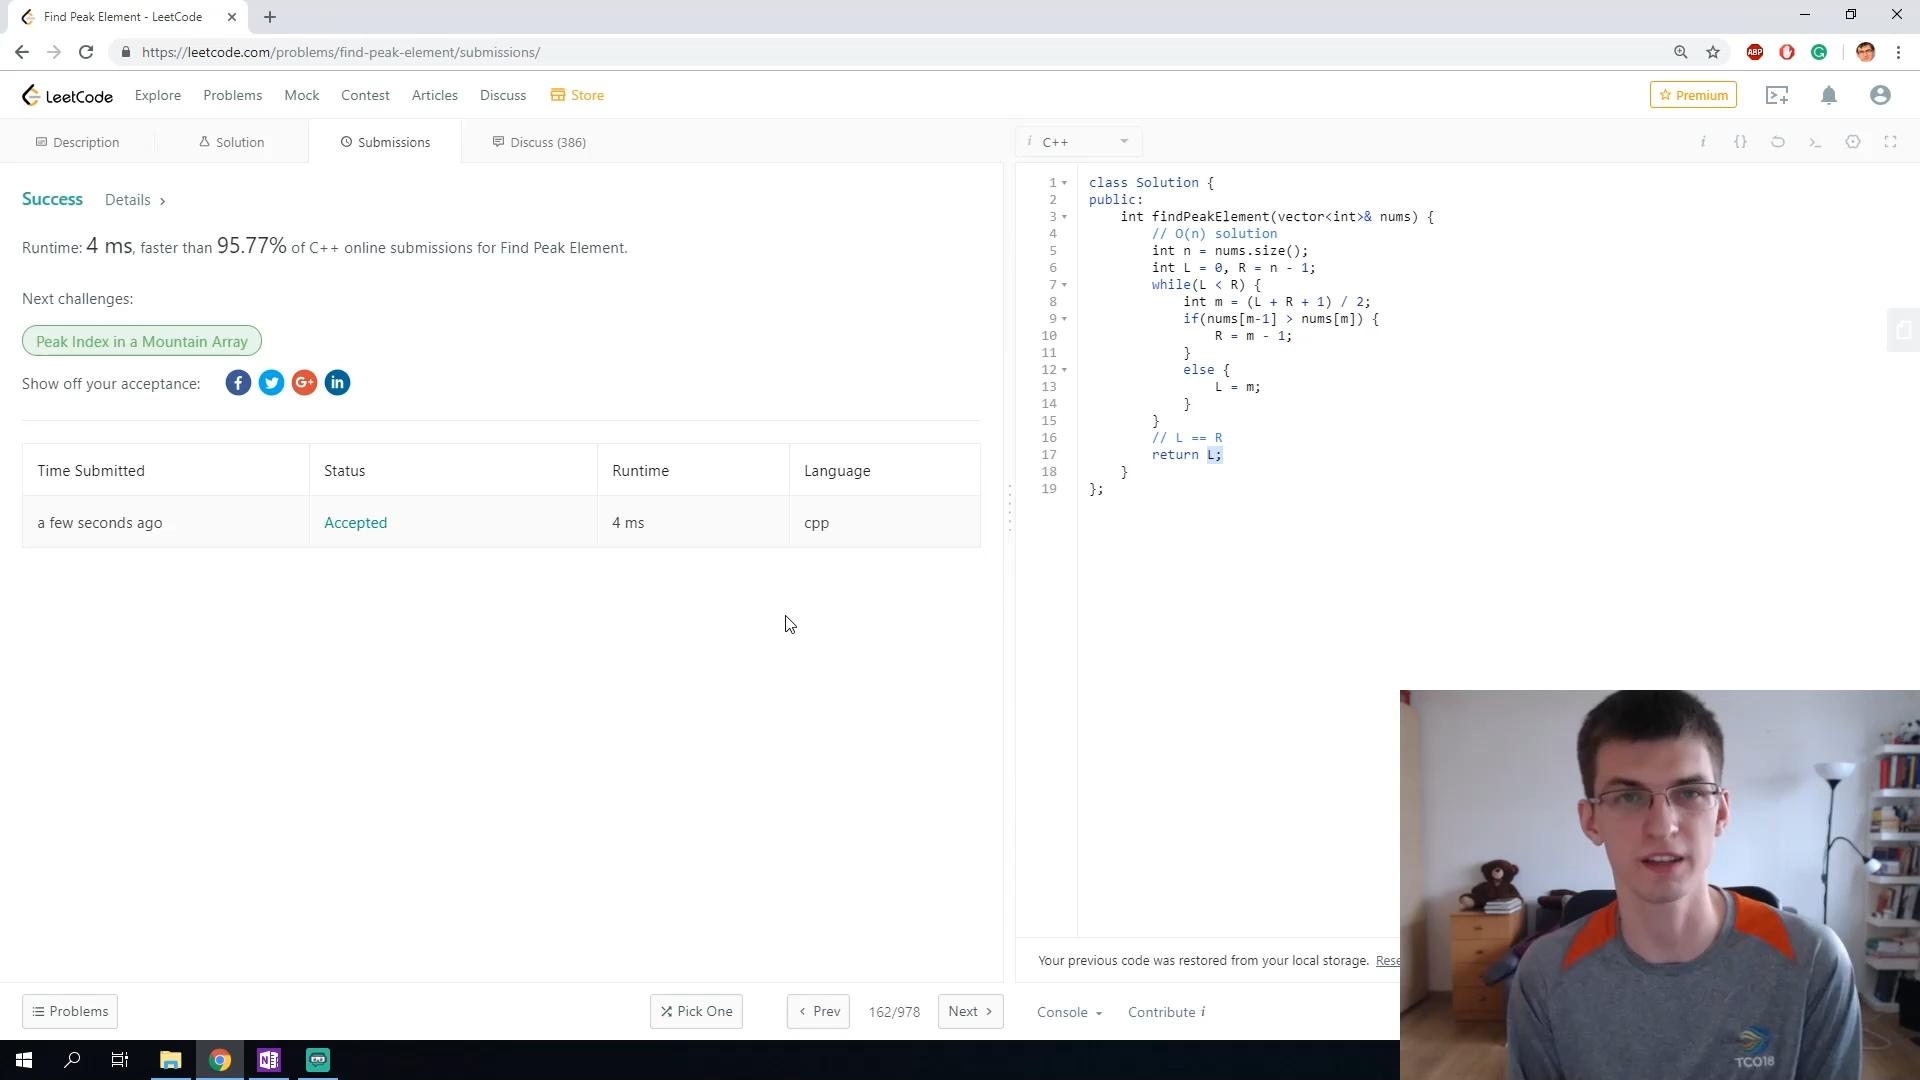 Find Peak Element - LeetCode
https://leetcode.com/problems/find-peak-element/submissions/
ABP
LeetCode Explore Problems Mock Contest Articles Discuss Store Premium
Description Solution Submissions Discuss (386) i C++ i {}
Success Details
Runtime: 4 ms, faster than 95.77% of C++ online submissions for Find Peak Element.
Next challenges:
Peak Index in a Mountain Array
Show off your acceptance: f G+ in
Time Submitted Status Runtime Language
a few seconds ago Accepted 4 ms cpp
1 class Solution {
2 public:
3 int findPeakElement(vector<int>& nums) {
4 // O(n) solution
5 int n = nums.size();
6 int L = 0, R = n - 1;
7 while(L < R) {
8 int m = (L + R + 1) / 2;
9 if(nums[m-1] > nums[m]) {
10 R = m - 1;
11 }
12 else {
13 L = m;
14 }
15 }
16 // L == R
17 return L;
18 }
19 };
Your previous code was restored from your local storage. Rese
Problems Pick One Prev 162/978 Next Console Contribute i
N
TCO18